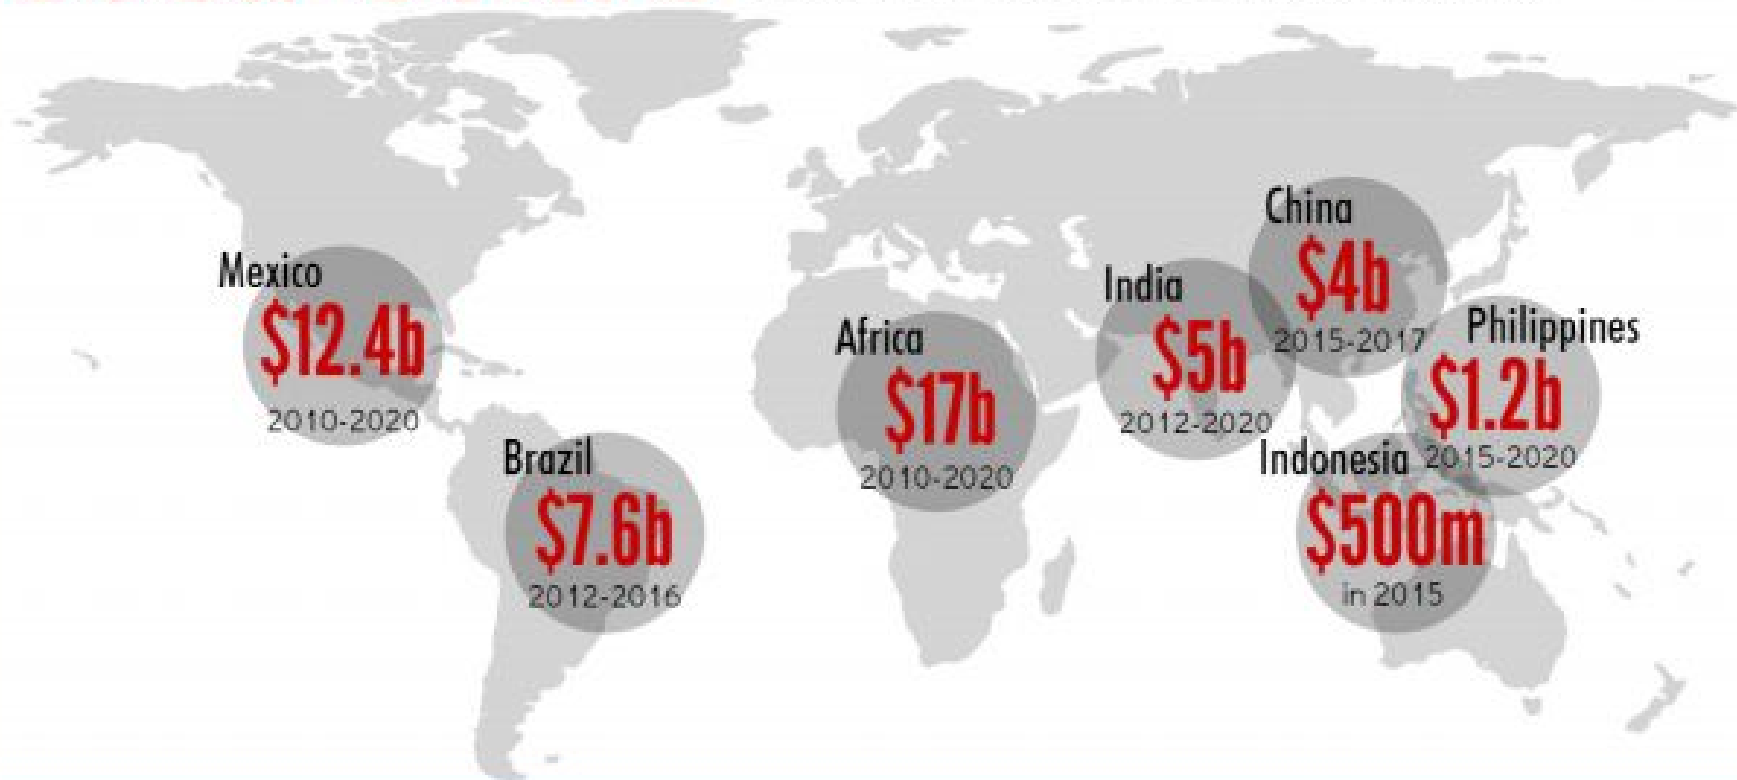 Mexico
$12.4b
2010-2020
Brazil
$7.6b
2012-2016
Africa
$17b
2010-2020
India
$5b
2012-2020
China
$4b
2015-2017
Philippines
$1.2b
2015-2020
Indonesia
$500m
in 2015